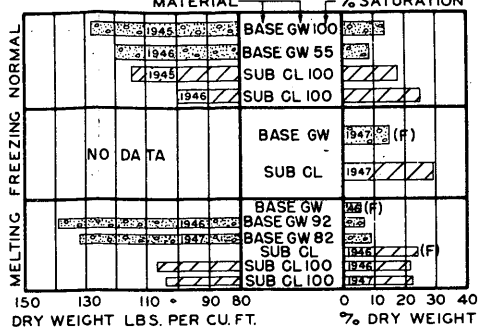 MATERIAL % SATURATION
NORMAL
1945 BASE GW 100
1946 BASE GW 55
1945 SUB CL 100
1946 SUB CL 100
FREEZING
NO DATA
BASE GW 1947 (F)
SUB CL 1947
MELTING
BASE GW (F)
1946 BASE GW 92
1947 BASE GW 82
SUB CL 1946 (F)
SUB CL 100 1946
SUB CL 100 1947
150 130 110 90 80 0 10 20 30 40
DRY WEIGHT LBS. PER CU. FT. % DRY WEIGHT